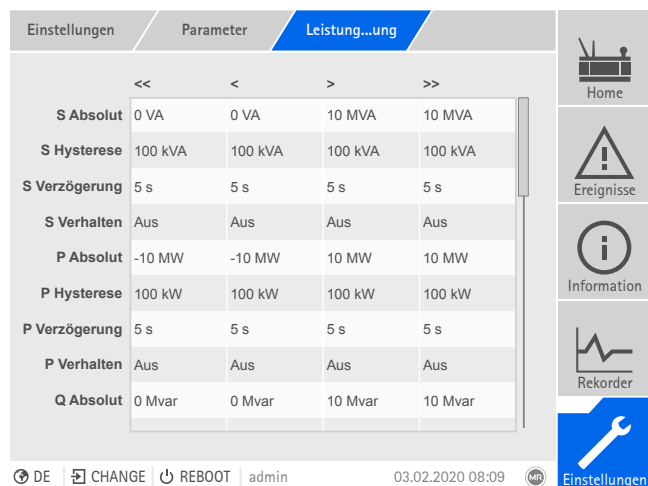 Einstellungen Parameter Leistung...ung
<< < > >>
S Absolut 0 VA 0 VA 10 MVA 10 MVA
S Hysterese 100 kVA 100 kVA 100 kVA 100 kVA
S Verzögerung 5 s 5 s 5 s 5 s
S Verhalten Aus Aus Aus Aus
P Absolut -10 MW -10 MW 10 MW 10 MW
P Hysterese 100 kW 100 kW 100 kW 100 kW
P Verzögerung 5 s 5 s 5 s 5 s
P Verhalten Aus Aus Aus Aus
Q Absolut 0 Mvar 0 Mvar 10 Mvar 10 Mvar
Home
Ereignisse
Information
Rekorder
Einstellungen
DE CHANGE REBOOT admin 03.02.2020 08:09 MR